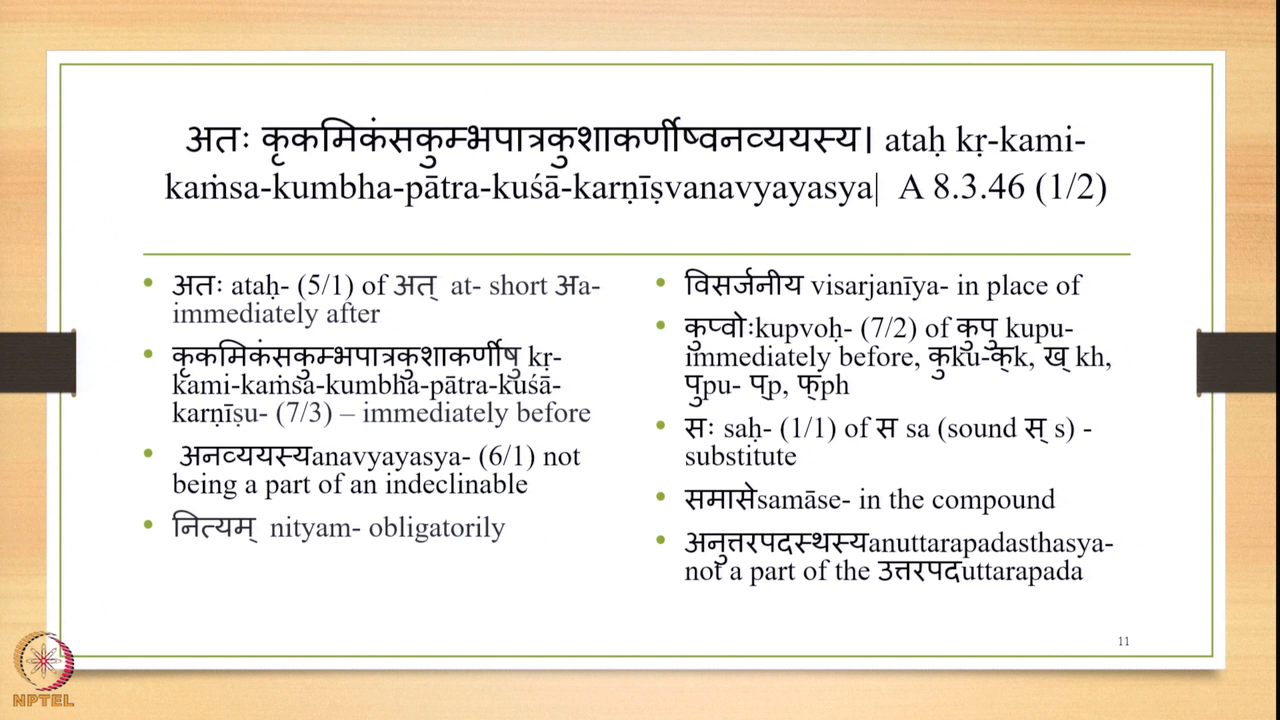 अतः कृकमिकंसकुम्भपात्रकुशाकर्णीष्वनव्ययस्य। ataḥ kṛ-kami-
kaṁsa-kumbha-pātra-kuśā-karṇīṣvanavyayasya| A 8.3.46 (1/2)
• अतः ataḥ- (5/1) of अत् at- short अa-
immediately after
• कृकमिकंसकुम्भपात्रकुशाकर्णीषु kṛ-
kami-kaṁsa-kumbha-pātra-kuśā-
karṇīṣu- (7/3) – immediately before
• अनव्ययस्यanavyayasya- (6/1) not
being a part of an indeclinable
• नित्यम् nityam- obligatorily
• विसर्जनीय visarjanīya- in place of
• कुप्वोःkupvoḥ- (7/2) of कुपु kupu-
immediately before, कुku-क्k, ख् kh,
पुpu- प्p, फ्ph
• सः saḥ- (1/1) of स sa (sound स् s) -
substitute
• समासेsamāse- in the compound
• अनुत्तरपदस्थस्यanuttarapadasthasya-
not a part of the उत्तरपदuttarapada
11
NPTEL